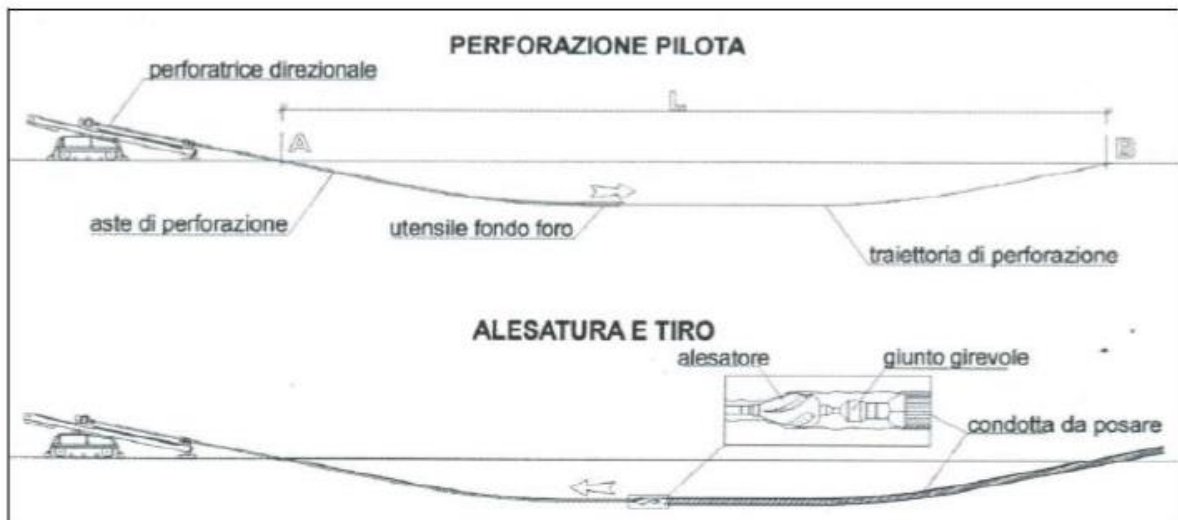 PERFORAZIONE PILOTA
perforatrice direzionale
L
A
B
aste di perforazione
utensile fondo foro
traiettoria di perforazione
ALESATURA E TIRO
alesatore
giunto girevole
condotta da posare